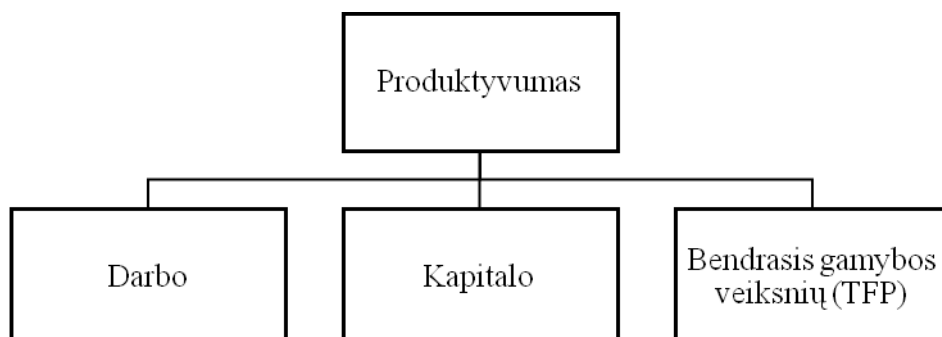 Produktyvumas
Darbo
Kapitalo
Bendrasis gamybos
veiksnių (TFP)